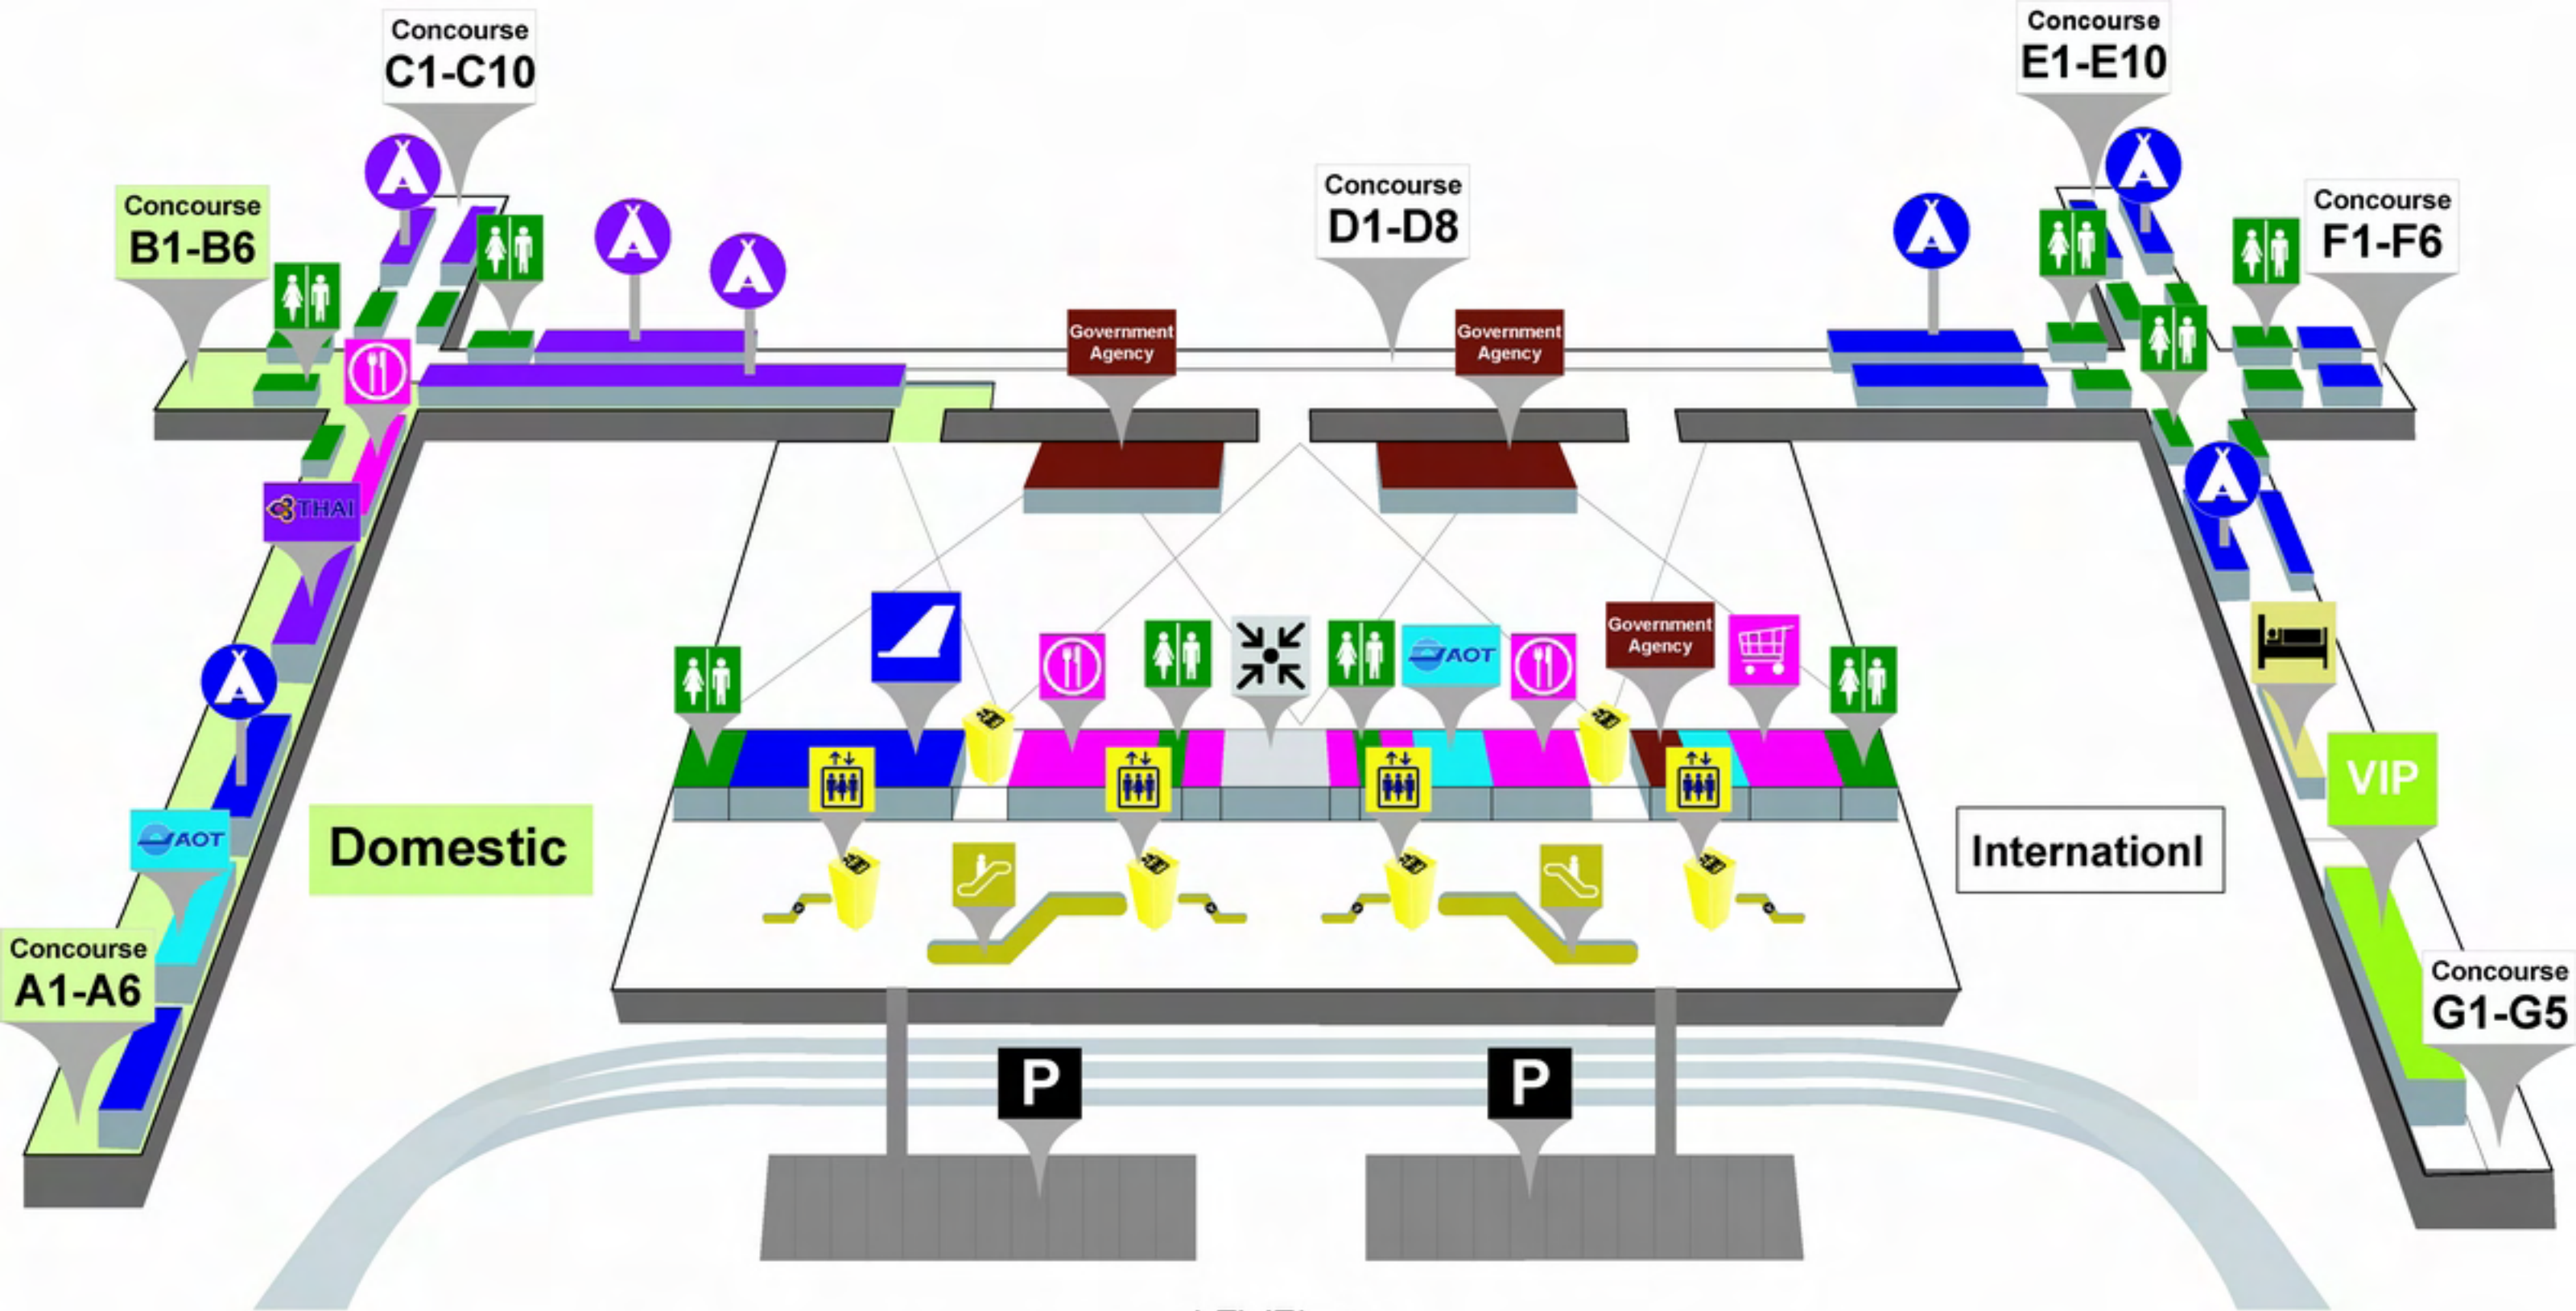 Concourse
C1-C10
Concourse
E1-E10
Concourse
B1-B6
Concourse
D1-D8
Concourse
F1-F6
Government
Agency
Government
Agency
THAI
Government
Agency
AOT
VIP
AOT
Domestic
Internationl
Concourse
A1-A6
Concourse
G1-G5
P
P